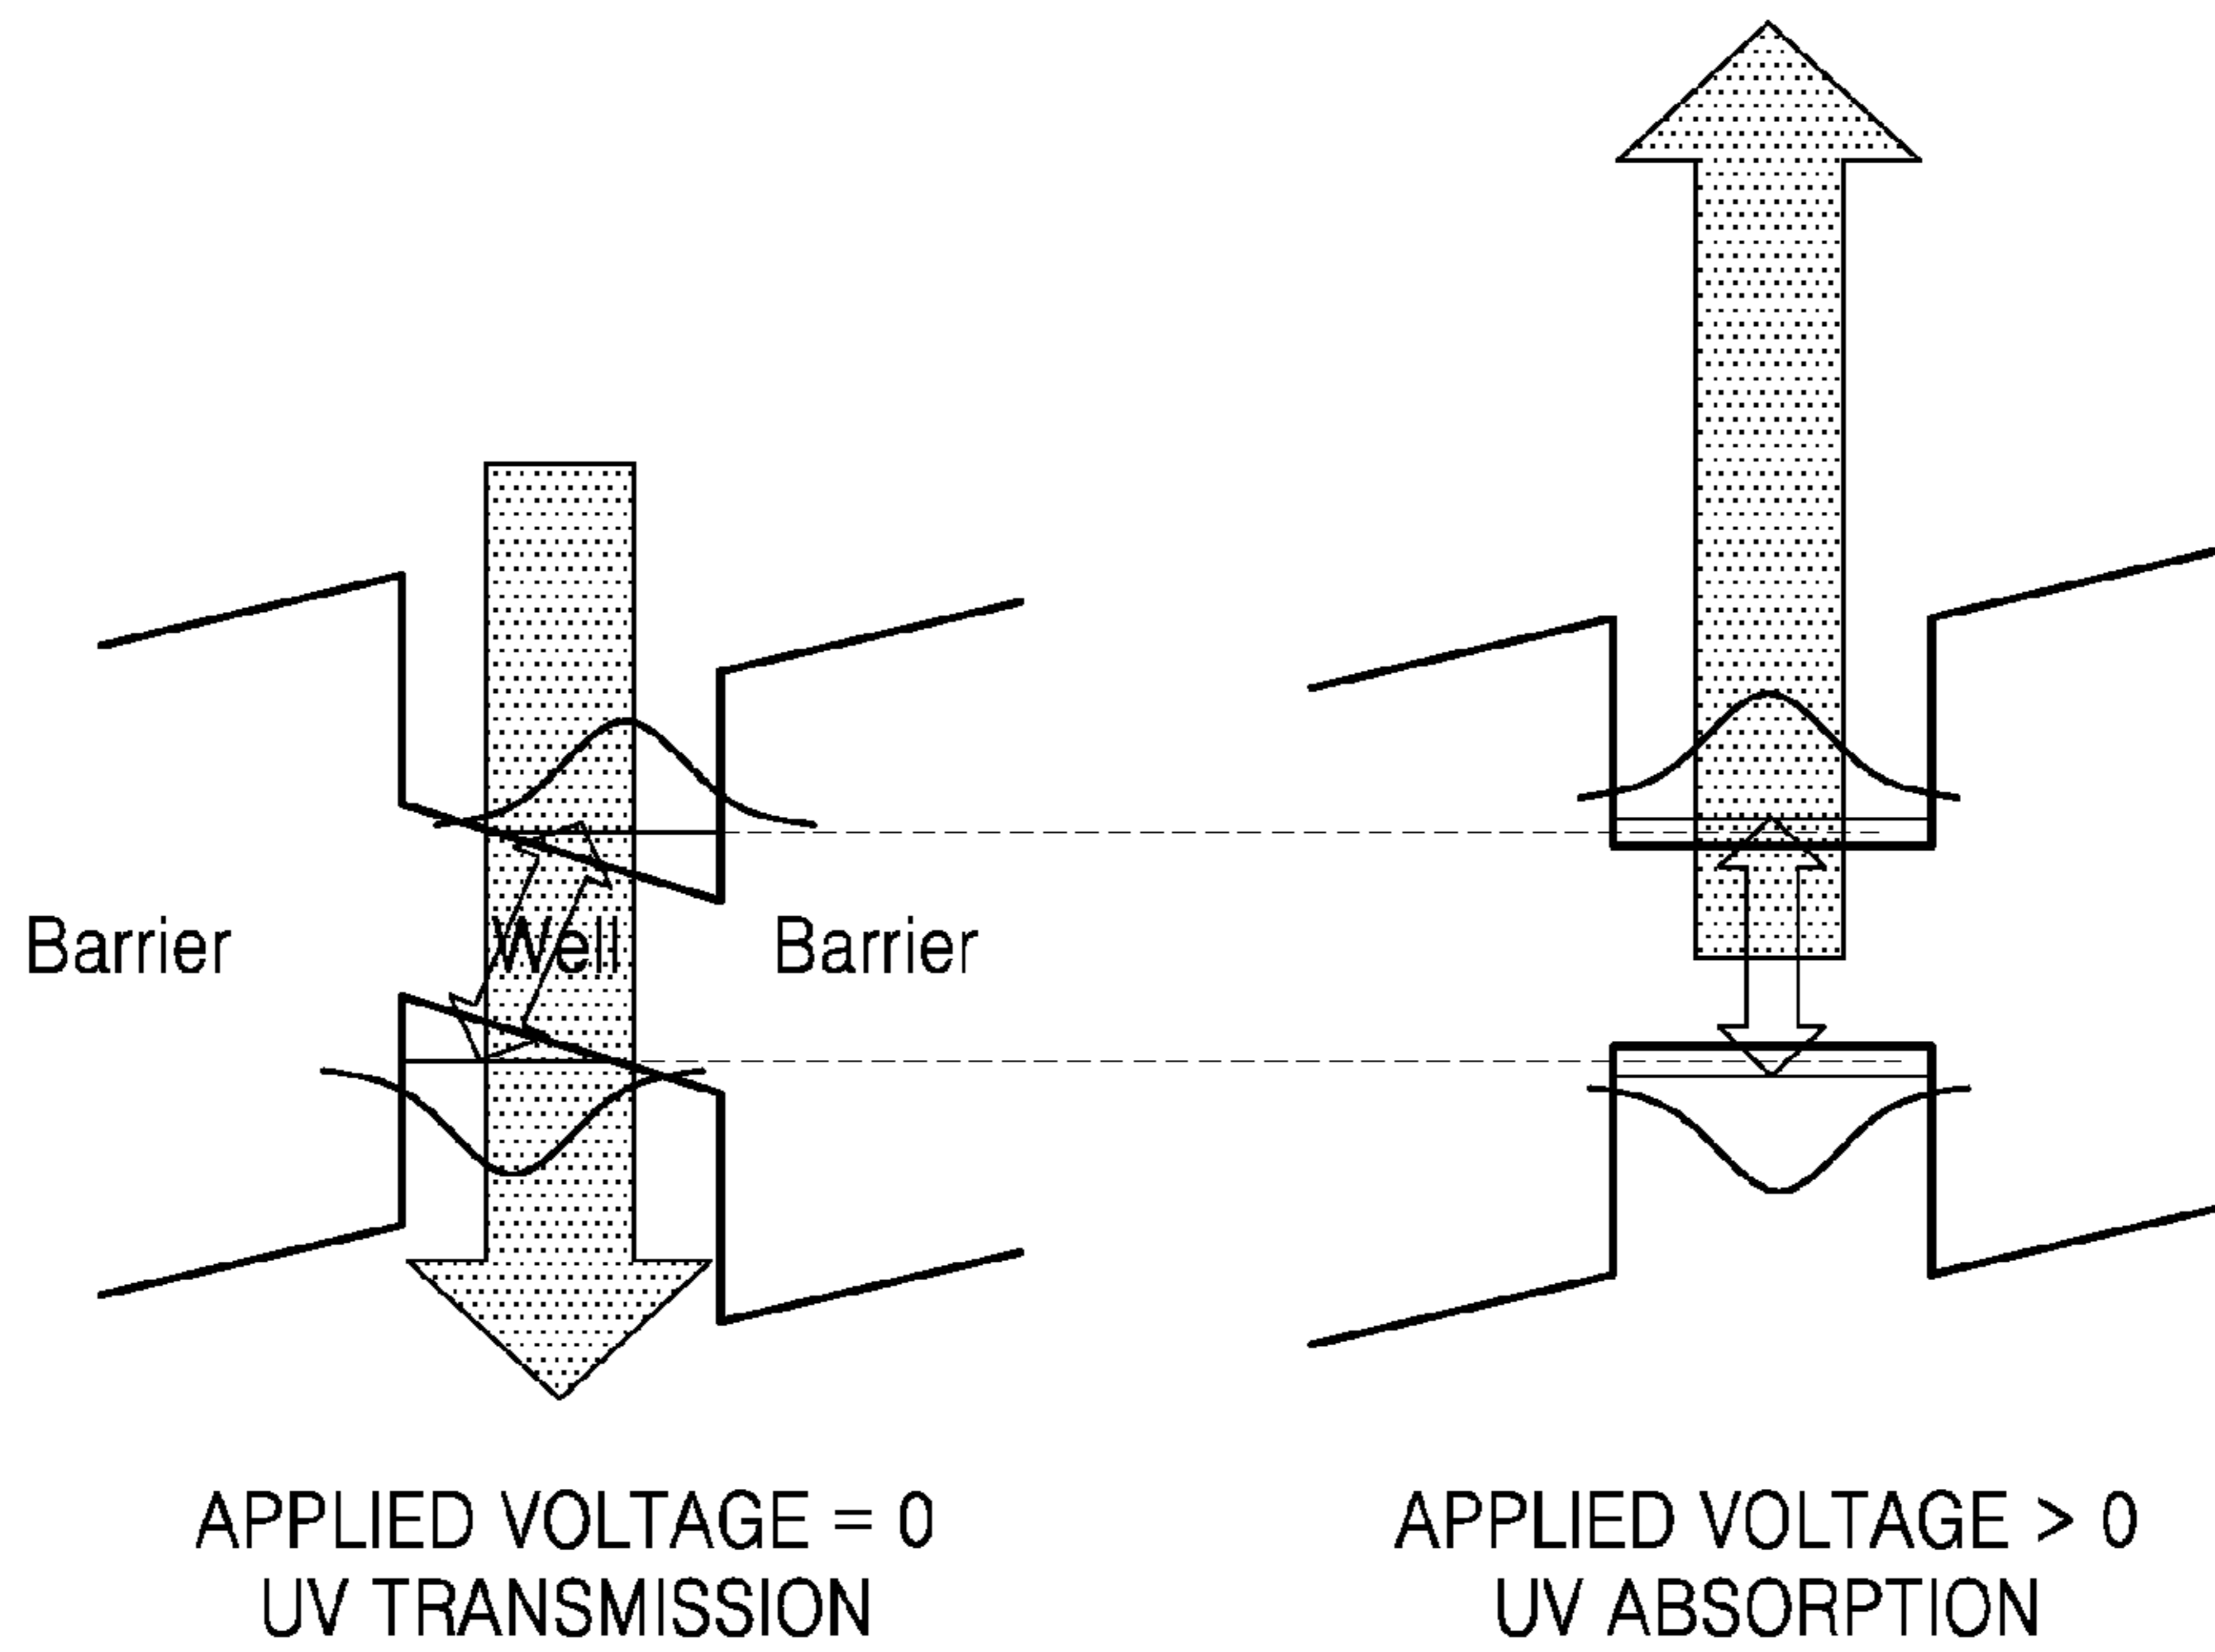 Barrier
Well
Barrier
APPLIED VOLTAGE = 0
UV TRANSMISSION
APPLIED VOLTAGE > 0
UV ABSORPTION